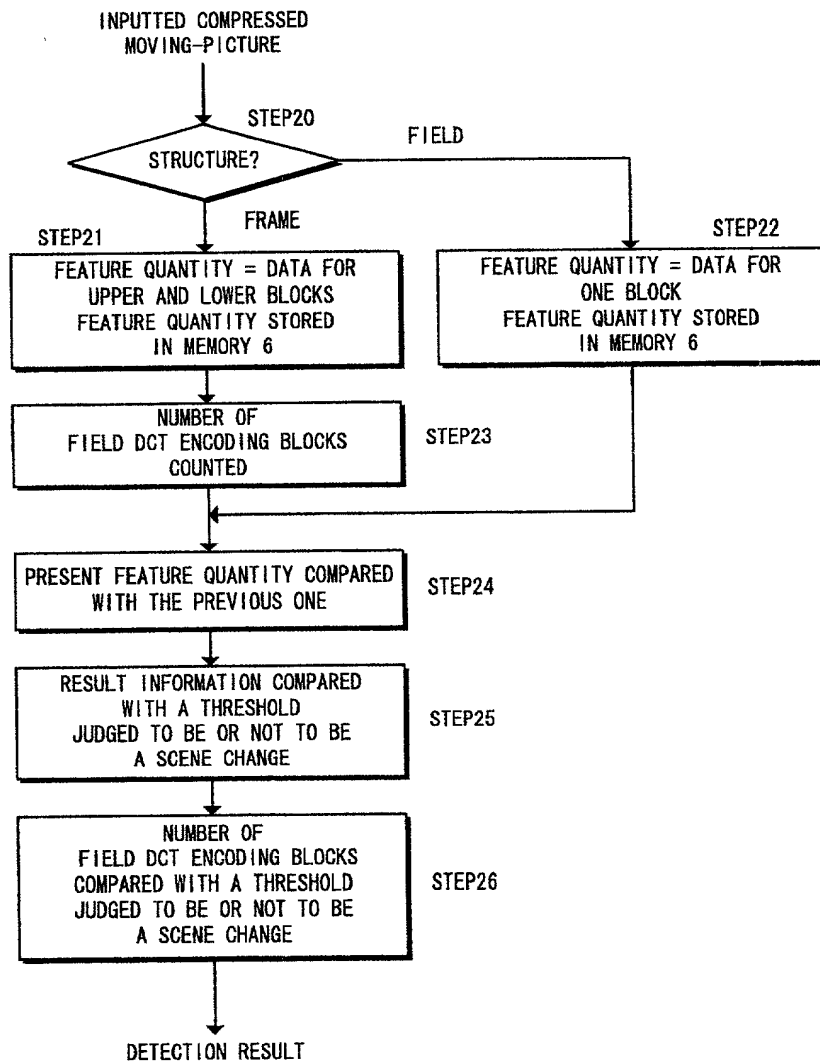 INPUTTED COMPRESSED
MOVING-PICTURE
STEP20
STRUCTURE?
FIELD
FRAME
STEP21
FEATURE QUANTITY = DATA FOR
UPPER AND LOWER BLOCKS
FEATURE QUANTITY STORED
IN MEMORY 6
STEP22
FEATURE QUANTITY = DATA FOR
ONE BLOCK
FEATURE QUANTITY STORED
IN MEMORY 6
NUMBER OF
FIELD DCT ENCODING BLOCKS
COUNTED
STEP23
PRESENT FEATURE QUANTITY COMPARED
WITH THE PREVIOUS ONE
STEP24
RESULT INFORMATION COMPARED
WITH A THRESHOLD
JUDGED TO BE OR NOT TO BE
A SCENE CHANGE
STEP25
NUMBER OF
FIELD DCT ENCODING BLOCKS
COMPARED WITH A THRESHOLD
JUDGED TO BE OR NOT TO BE
A SCENE CHANGE
STEP26
DETECTION RESULT